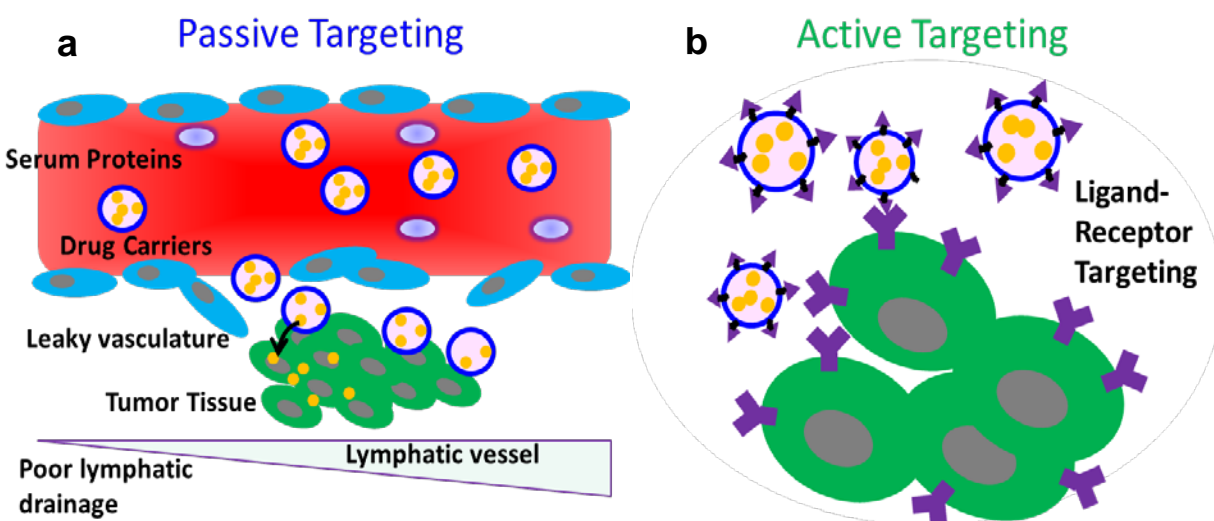 a
Passive Targeting
Serum Proteins
Drug Carriers
Leaky vasculature
Tumor Tissue
Lymphatic vessel
Poor lymphatic
drainage
b
Active Targeting
Ligand-
Receptor
Targeting